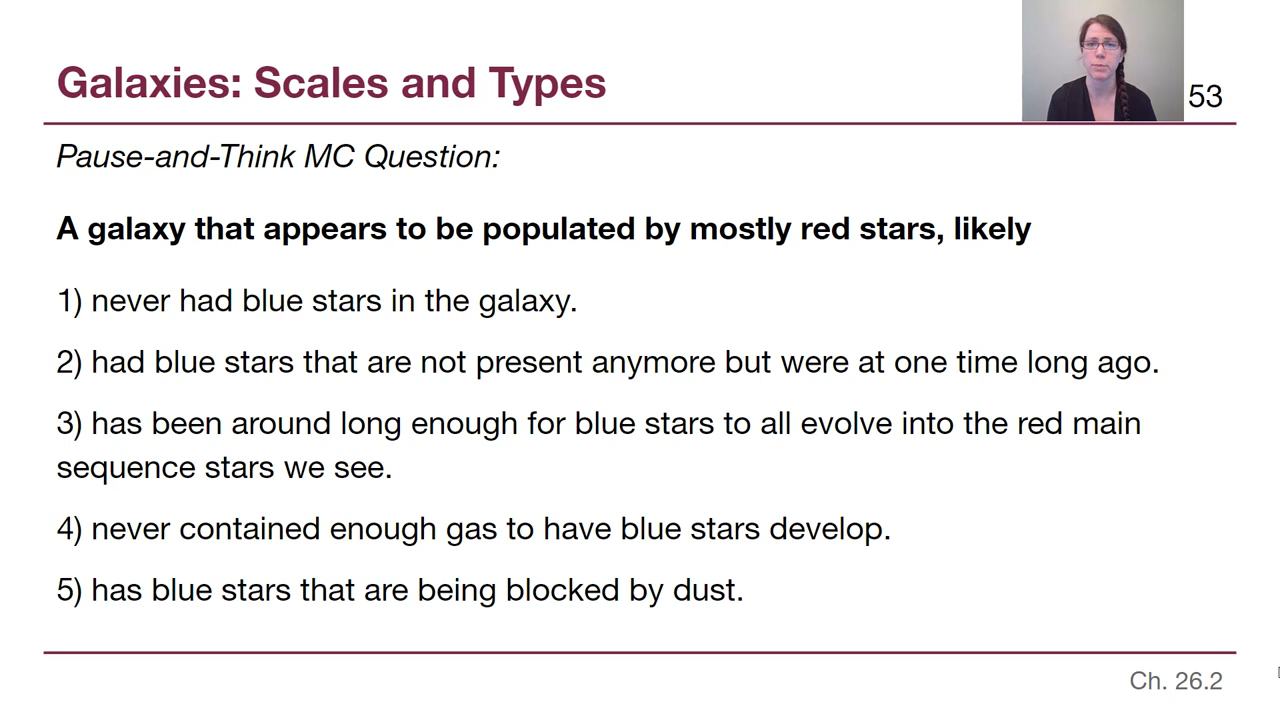 Galaxies: Scales and Types
53
Pause-and-Think MC Question:
A galaxy that appears to be populated by mostly red stars, likely
1) never had blue stars in the galaxy.
2) had blue stars that are not present anymore but were at one time long ago.
3) has been around long enough for blue stars to all evolve into the red main
sequence stars we see.
4) never contained enough gas to have blue stars develop.
5) has blue stars that are being blocked by dust.
Ch. 26.2